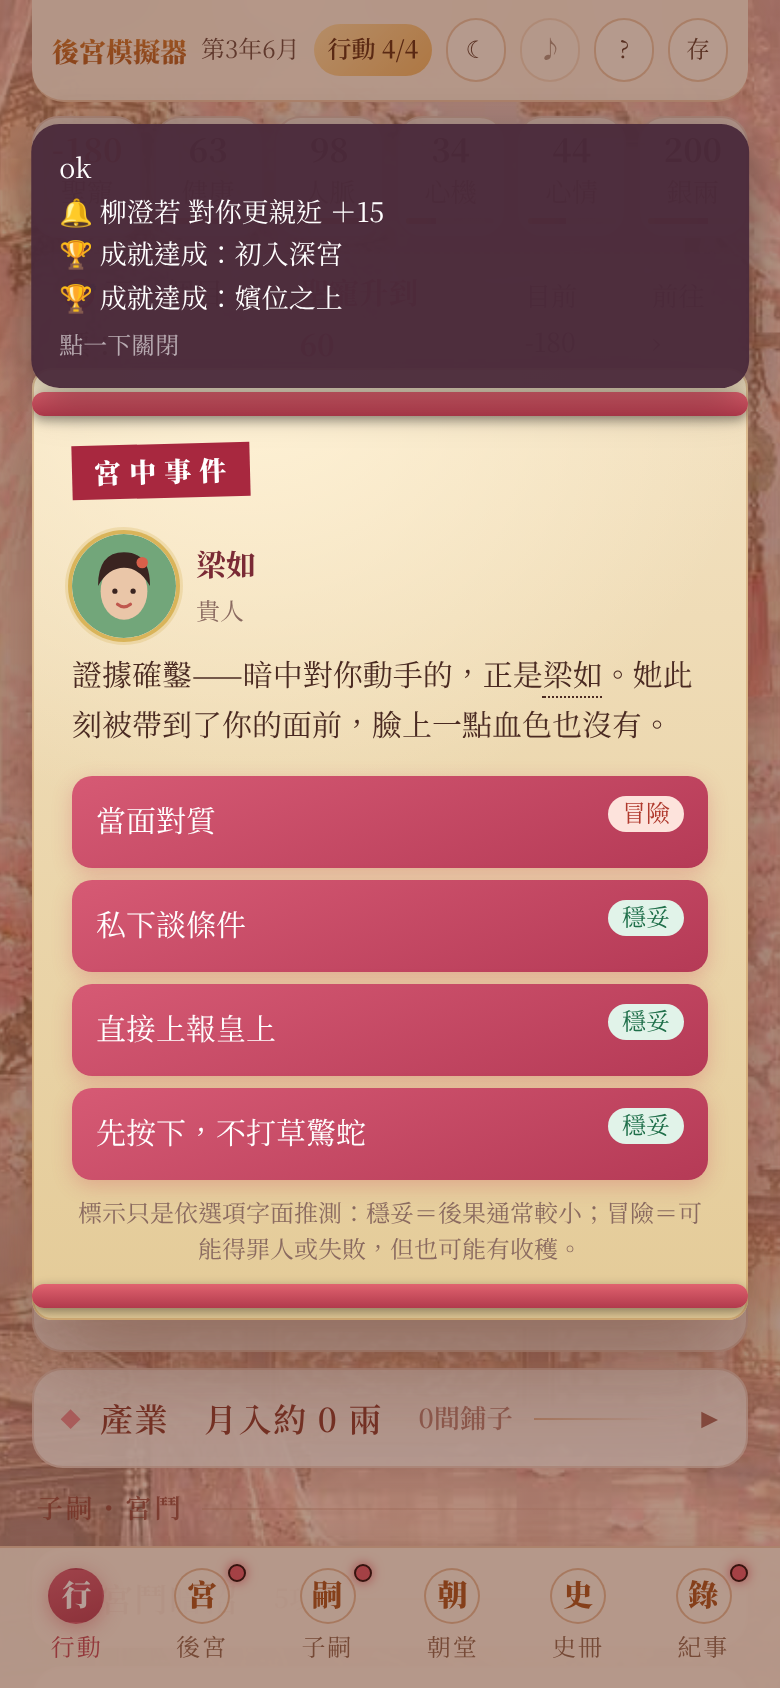 後宮模擬器 第3年6月 行動 4/4 ☾ ♪ ? 存
180 63 98 34 44 200
ok
🔔 柳澄若 對你更親近 +15
🏆 成就達成：初入深宮
🏆 成就達成：嬪位之上
點一下關閉
60 180
宮中事件
梁如
貴人
證據確鑿——暗中對你動手的，正是梁如。她此
刻被帶到了你的面前，臉上一點血色也沒有。
當面對質 冒險
私下談條件 穩妥
直接上報皇上 穩妥
先按下，不打草驚蛇 穩妥
標示只是依選項字面推測：穩妥＝後果通常較小；冒險＝可
能得罪人或失敗，但也可能有收穫。
◆ 產業 月入約 0 兩 0間鋪子 ▶
子嗣・宮鬥
行 宮 嗣 朝 史 錄
行動 後宮 子嗣 朝堂 史冊 紀事